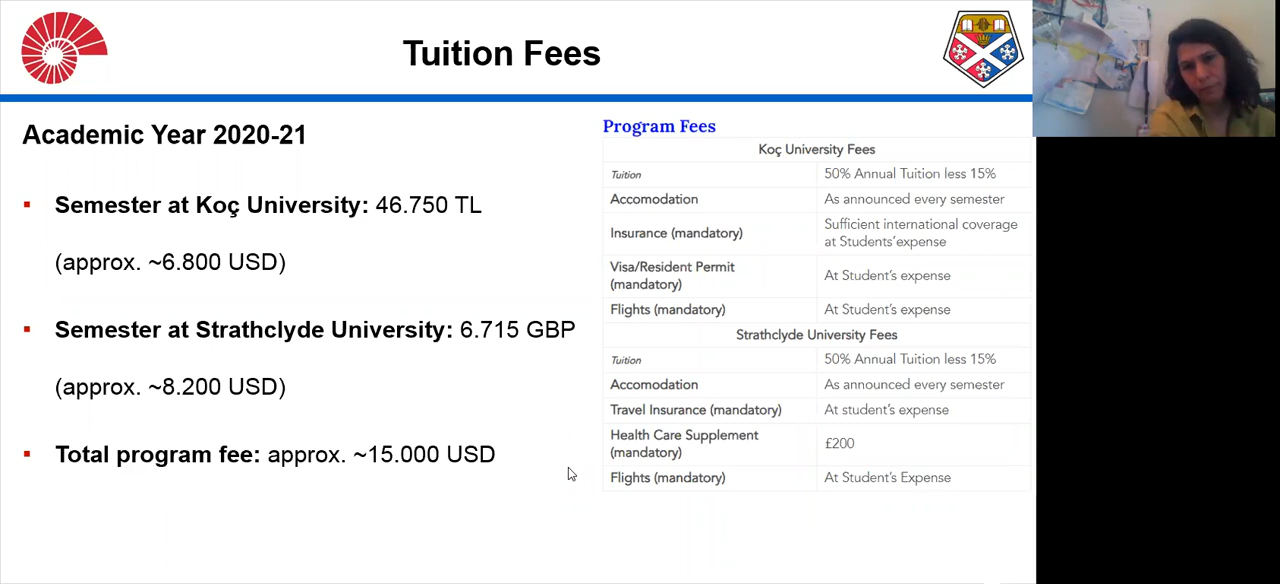 Tuition Fees
Academic Year 2020-21
▪ Semester at Koç University: 46.750 TL
(approx. ~6.800 USD)
▪ Semester at Strathclyde University: 6.715 GBP
(approx. ~8.200 USD)
▪ Total program fee: approx. ~15.000 USD
Program Fees
Koç University Fees
Tuition 50% Annual Tuition less 15%
Accomodation As announced every semester
Insurance (mandatory) Sufficient international coverage
at Students'expense
Visa/Resident Permit
(mandatory) At Student's expense
Flights (mandatory) At Student's expense
Strathclyde University Fees
Tuition 50% Annual Tuition less 15%
Accomodation As announced every semester
Travel Insurance (mandatory) At student's expense
Health Care Supplement
(mandatory) £200
Flights (mandatory) At Student's Expense